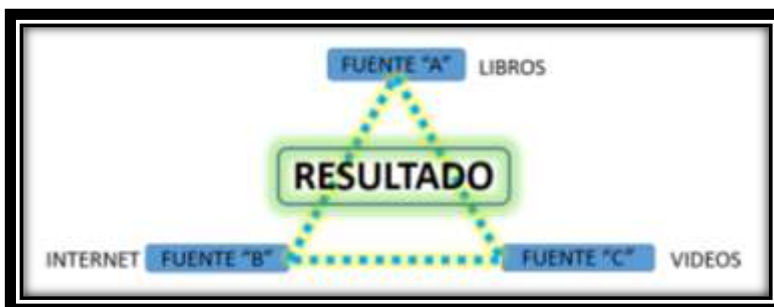 FUENTE "A" LIBROS
RESULTADO
INTERNET FUENTE "B" FUENTE "C" VIDEOS